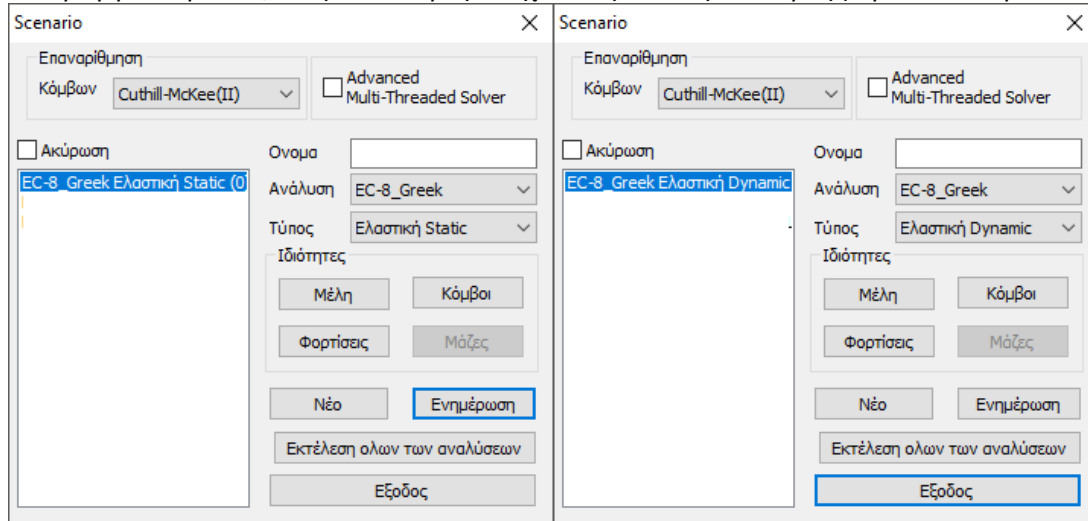 Scenario
Επαναρίθμηση
Κόμβων Cuthill-McKee(II)
Advanced
Multi-Threaded Solver
Ακύρωση
EC-8_Greek Ελαστική Static (0
Ονομα
Ανάλυση EC-8_Greek
Τύπος Ελαστική Static
Ιδιότητες
Μέλη Κόμβοι
Φορτίσεις Μάζες
Νέο Ενημέρωση
Εκτέλεση ολων των αναλύσεων
Εξοδος
Scenario
Επαναρίθμηση
Κόμβων Cuthill-McKee(II)
Advanced
Multi-Threaded Solver
Ακύρωση
EC-8_Greek Ελαστική Dynamic
Ονομα
Ανάλυση EC-8_Greek
Τύπος Ελαστική Dynamic
Ιδιότητες
Μέλη Κόμβοι
Φορτίσεις Μάζες
Νέο Ενημέρωση
Εκτέλεση ολων των αναλύσεων
Εξοδος